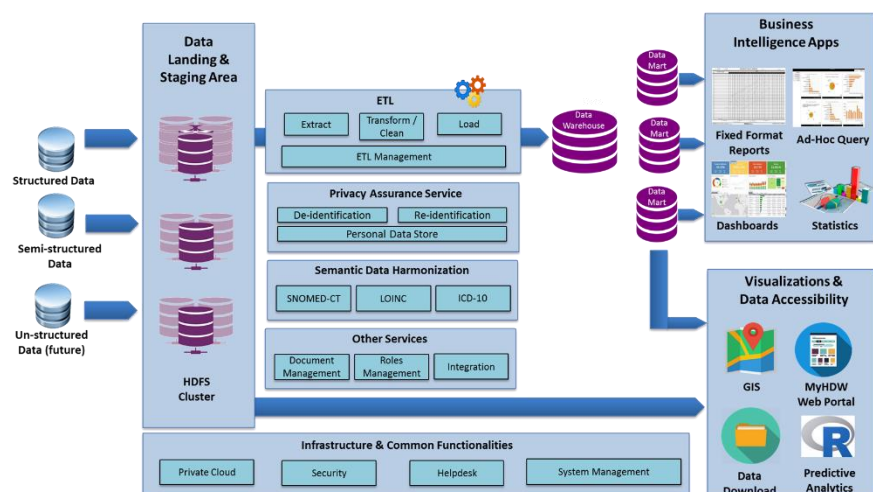 Data
Landing &
Staging Area
Structured Data
Semi-structured
Data
Un-structured
Data (future)
HDFS
Cluster
ETL
Extract
Transform /
Clean
Load
ETL Management
Privacy Assurance Service
De-identification
Re-identification
Personal Data Store
Semantic Data Harmonization
SNOMED-CT
LOINC
ICD-10
Other Services
Document
Management
Roles
Management
Integration
Infrastructure & Common Functionalities
Private Cloud
Security
Helpdesk
System Management
Data
Warehouse
Data
Mart
Data
Mart
Data
Mart
Business
Intelligence Apps
Fixed Format
Reports
Ad-Hoc Query
Dashboards
Statistics
Visualizations &
Data Accessibility
GIS
MyHDW
Web Portal
R
Data
Download
Predictive
Analytics